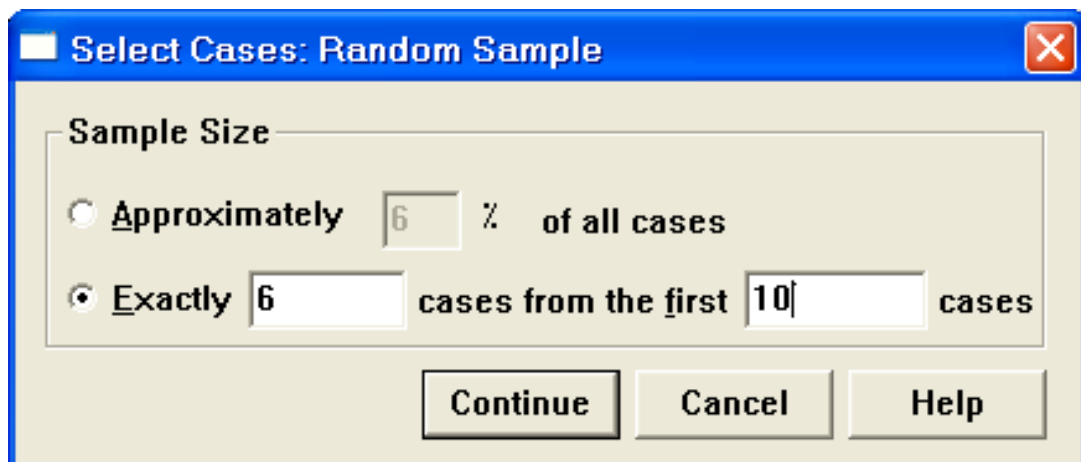 Select Cases: Random Sample
Sample Size
Approximately 6 % of all cases
Exactly 6 cases from the first 10 cases
Continue Cancel Help